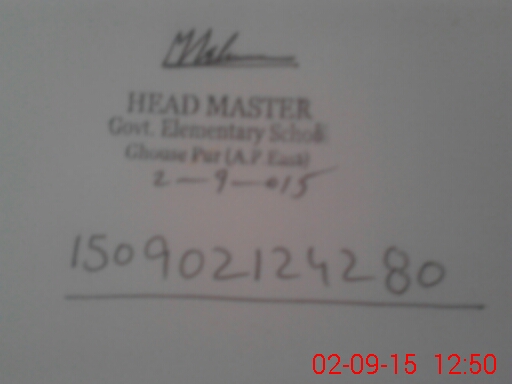 HEAD MASTER
Govt. Elementary School
Ghouse Pur (A.P. East)
2-9-015
150902124280
02-09-15 12:50